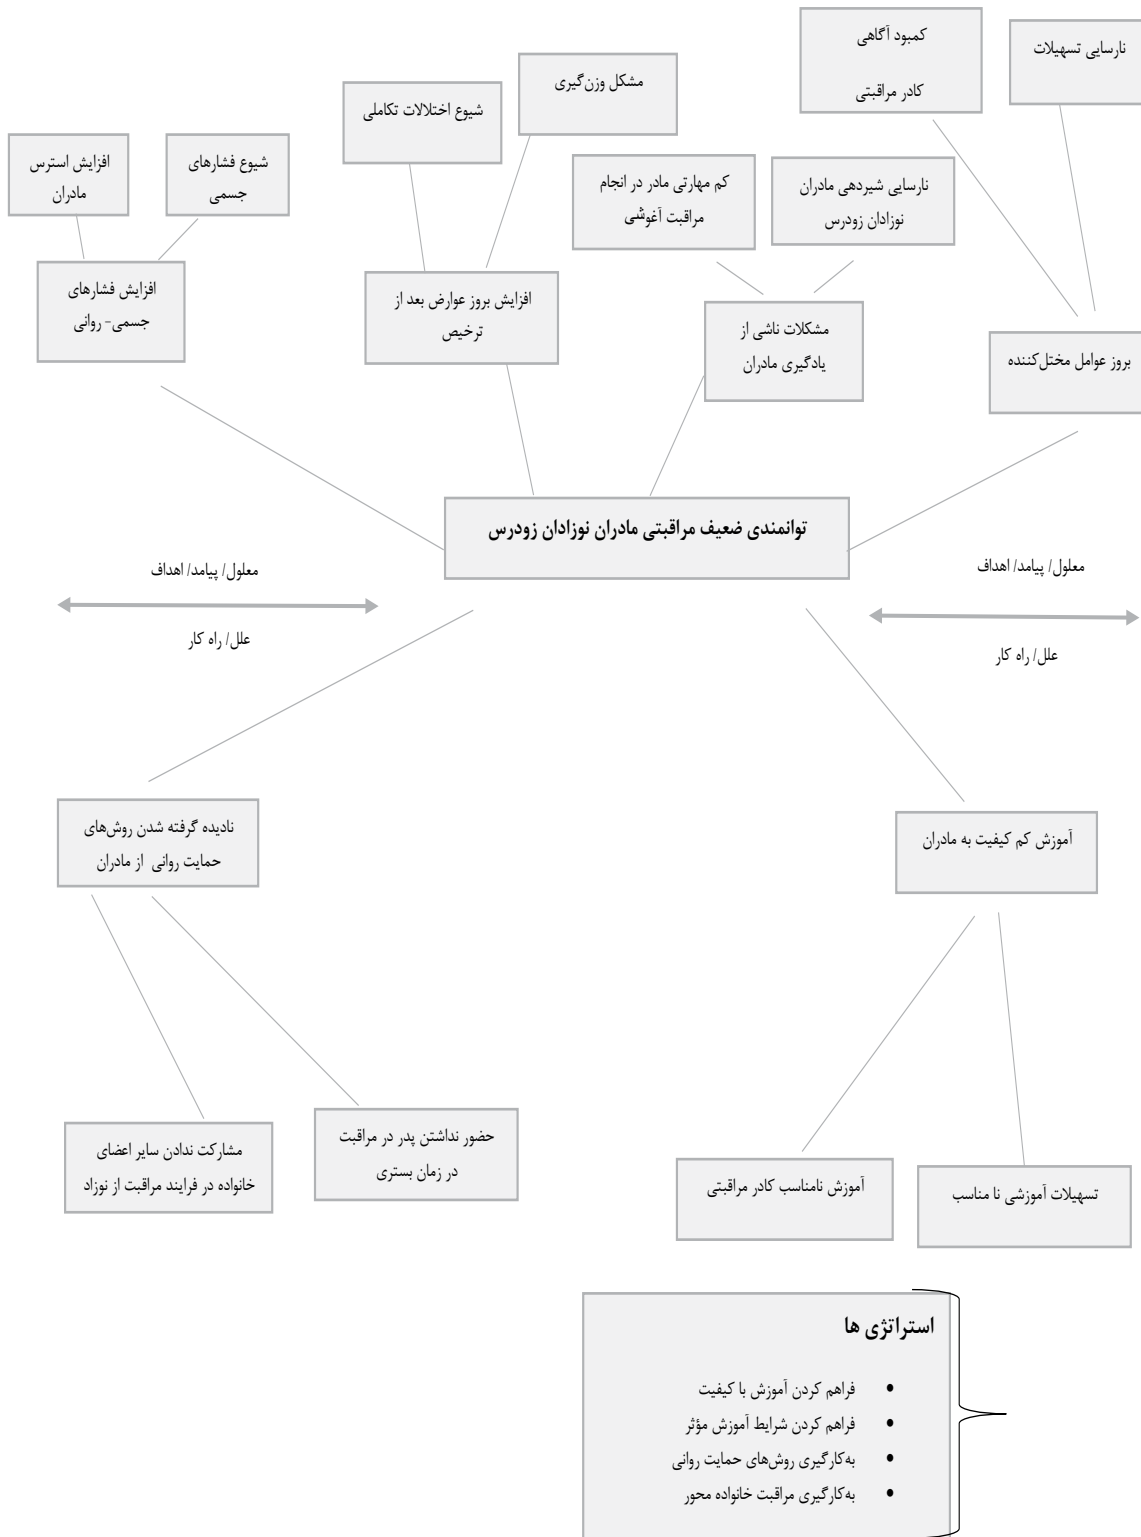 نارسایی تسهیلات
کمبود آگاهی
کادر مراقبتی
مشکل وزن‌گیری
شیوع اختلالات تکاملی
شیوع فشارهای
جسمی
افزایش استرس
مادران
نارسایی شیردهی مادران
نوزادان زودرس
کم مهارتی مادر در انجام
مراقبت آغوشی
بروز عوامل مختل‌کننده
مشکلات ناشی از
یادگیری مادران
افزایش بروز عوارض بعد از
ترخیص
افزایش فشارهای
جسمی- روانی
توانمندی ضعیف مراقبتی مادران نوزادان زودرس
معلول/ پیامد/ اهداف
علل/ راه کار
معلول/ پیامد/ اهداف
علل/ راه کار
آموزش کم کیفیت به مادران
نادیده گرفته شدن روش‌های
حمایت روانی از مادران
تسهیلات آموزشی نا مناسب
آموزش نامناسب کادر مراقبتی
حضور نداشتن پدر در مراقبت
در زمان بستری
مشارکت ندادن سایر اعضای
خانواده در فرایند مراقبت از نوزاد
استراتژی ها
• فراهم کردن آموزش با کیفیت
• فراهم کردن شرایط آموزش مؤثر
• به‌کارگیری روش‌های حمایت روانی
• به‌کارگیری مراقبت خانواده محور